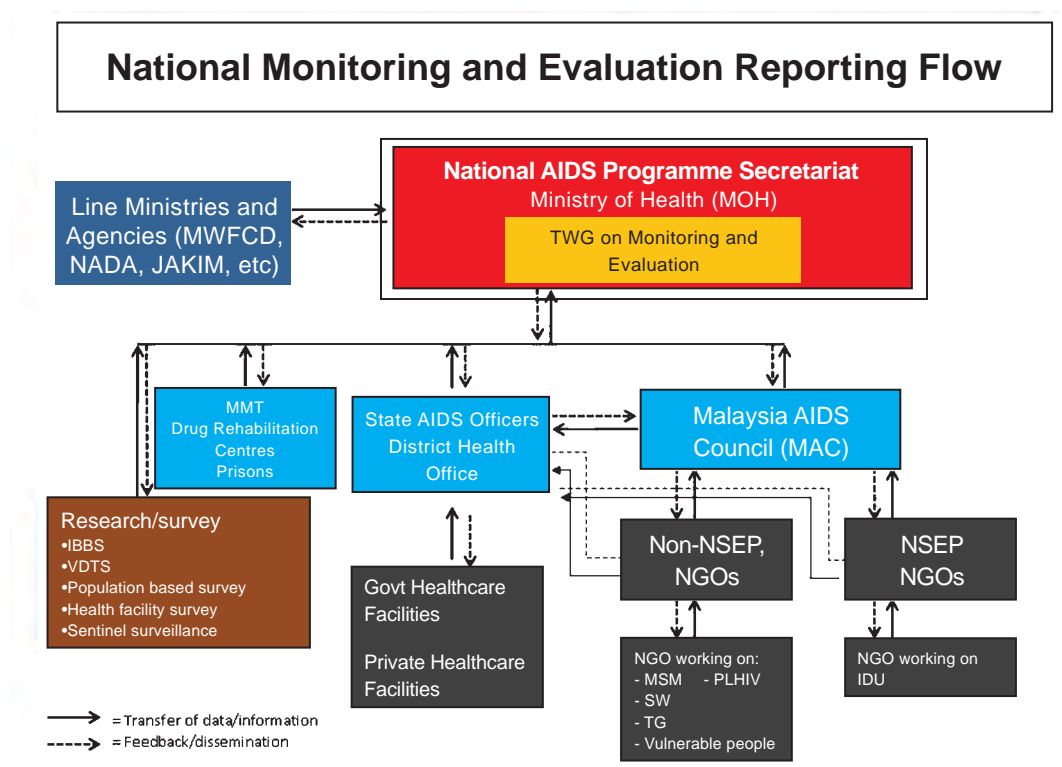 National Monitoring and Evaluation Reporting Flow
National AIDS Programme Secretariat
Ministry of Health (MOH)
TWG on Monitoring and
Evaluation
Line Ministries and
Agencies (MWFCD,
NADA, JAKIM, etc)
MMT
Drug Rehabilitation
Centres
Prisons
State AIDS Officers
District Health
Office
Malaysia AIDS
Council (MAC)
Research/survey
•IBBS
•VDTS
•Population based survey
•Health facility survey
•Sentinel surveillance
Govt Healthcare
Facilities
Private Healthcare
Facilities
Non-NSEP,
NGOs
NSEP
NGOs
NGO working on:
- MSM - PLHIV
- SW
- TG
- Vulnerable people
NGO working on
IDU
= Transfer of data/information
= Feedback/dissemination